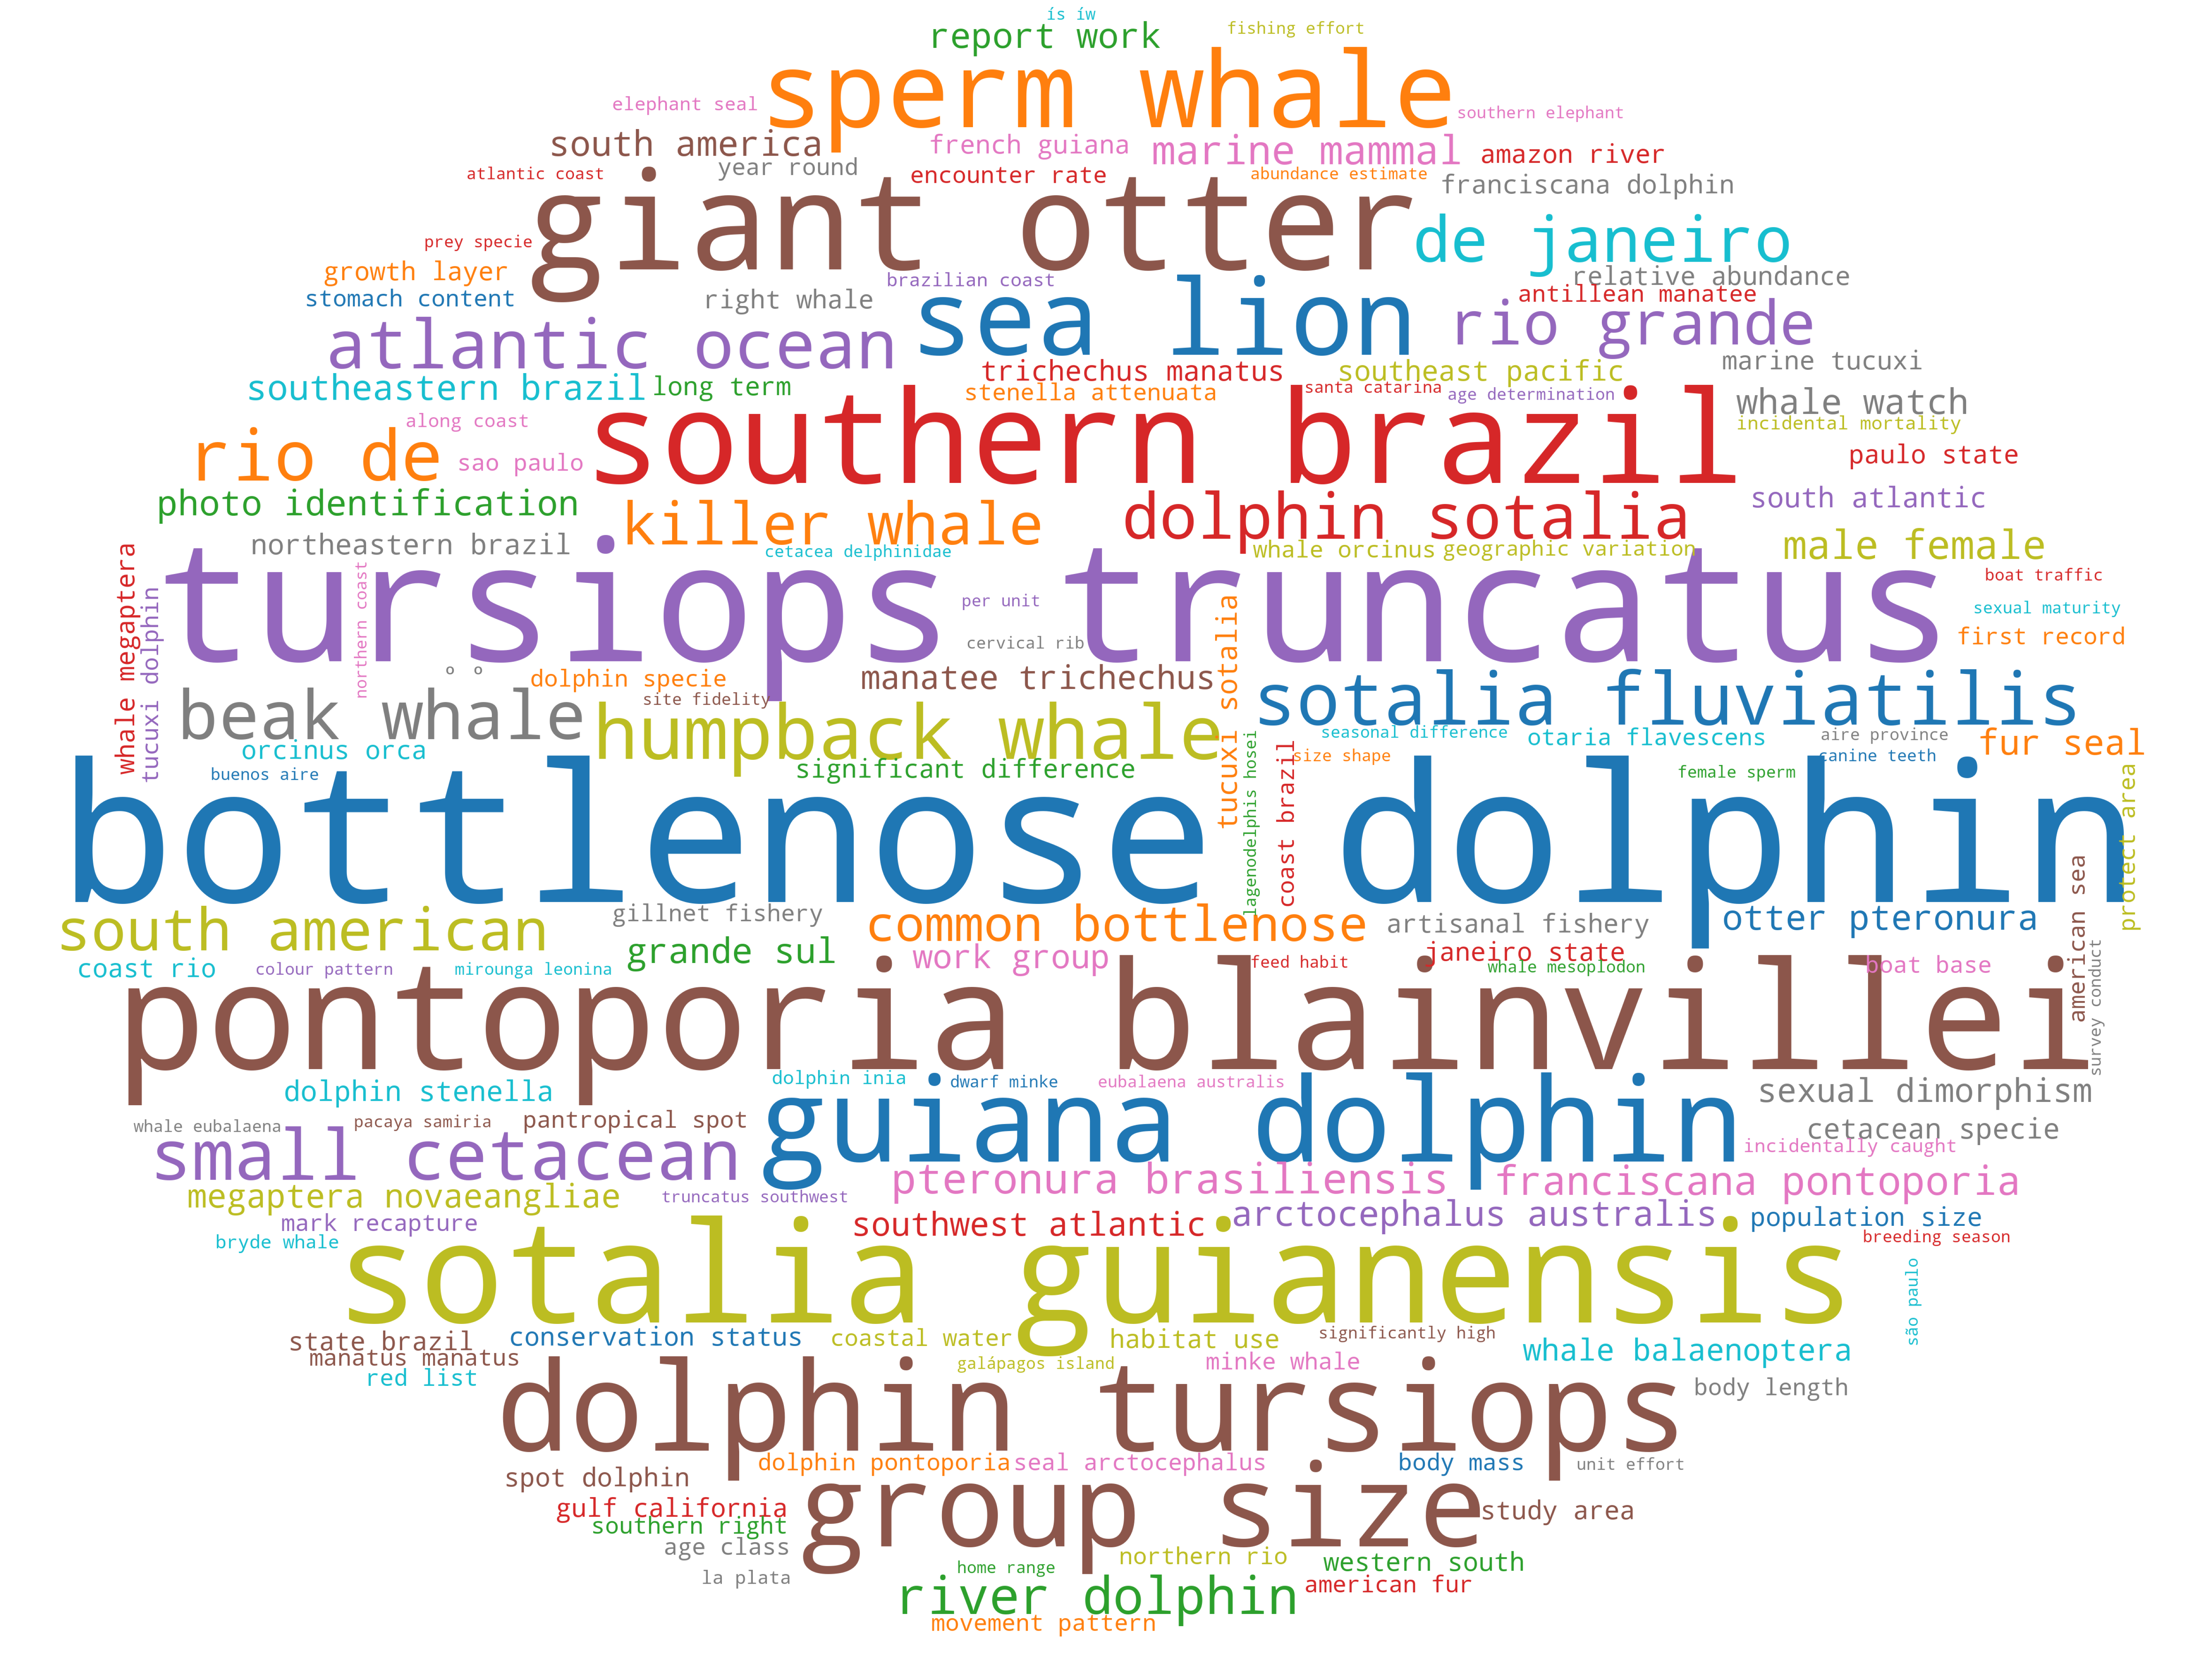 ís íw
fishing effort
report work
sperm whale
elephant seal
southern elephant
south america
french guiana
marine mammal
amazon river
atlantic coast
year round
encounter rate
abundance estimate
franciscana dolphin
giant otter
de janeiro
prey specie
growth layer
brazilian coast
relative abundance
stomach content
right whale
sea lion
antillean manatee
rio grande
atlantic ocean
trichechus manatus
southeast pacific
marine tucuxi
southeastern brazil
long term
stenella attenuata
santa catarina
age determination
whale watch
along coast
southern brazil
incidental mortality
rio de
sao paulo
paulo state
photo identification
killer whale
dolphin sotalia
south atlantic
northeastern brazil
cetacea delphinidae
whale orcinus
geographic variation
male female
whale megaptera
tucuxi dolphin
northern coast
tursiops truncatus
boat traffic
per unit
tucuxi sotalia
sexual maturity
cervical rib
first record
o o
dolphin specie
manatee trichechus
site fidelity
beak whale
humpback whale
sotalia fluviatilis
orcinus orca
seasonal difference
otaria flavescens
aire province
fur seal
buenos aire
significant difference
lagenodelphis hosei
coast brazil
size shape
canine teeth
female sperm
protect area
bottlenose dolphin
american sea
south american
gillnet fishery
common bottlenose
artisanal fishery
otter pteronura
grande sul
janeiro state
survey conduct
coast rio
colour pattern
mirounga leonina
work group
feed habit
whale mesoplodon
boat base
pontoporia blainvillei
dolphin stenella
dolphin inia
dwarf minke
eubalaena australis
sexual dimorphism
whale eubalaena
pacaya samiria
pantropical spot
guiana dolphin
cetacean specie
small cetacean
incidentally caught
pteronura brasiliensis
franciscana pontoporia
megaptera novaeangliae
truncatus southwest
mark recapture
southwest atlantic
arctocephalus australis
population size
bryde whale
breeding season
sotalia guianensis
são paulo
state brazil
conservation status
coastal water
habitat use
significantly high
whale balaenoptera
manatus manatus
galápagos island
minke whale
red list
dolphin tursiops
body length
dolphin pontoporia
seal arctocephalus
body mass
unit effort
spot dolphin
group size
gulf california
study area
southern right
age class
northern rio
western south
la plata
home range
american fur
river dolphin
movement pattern